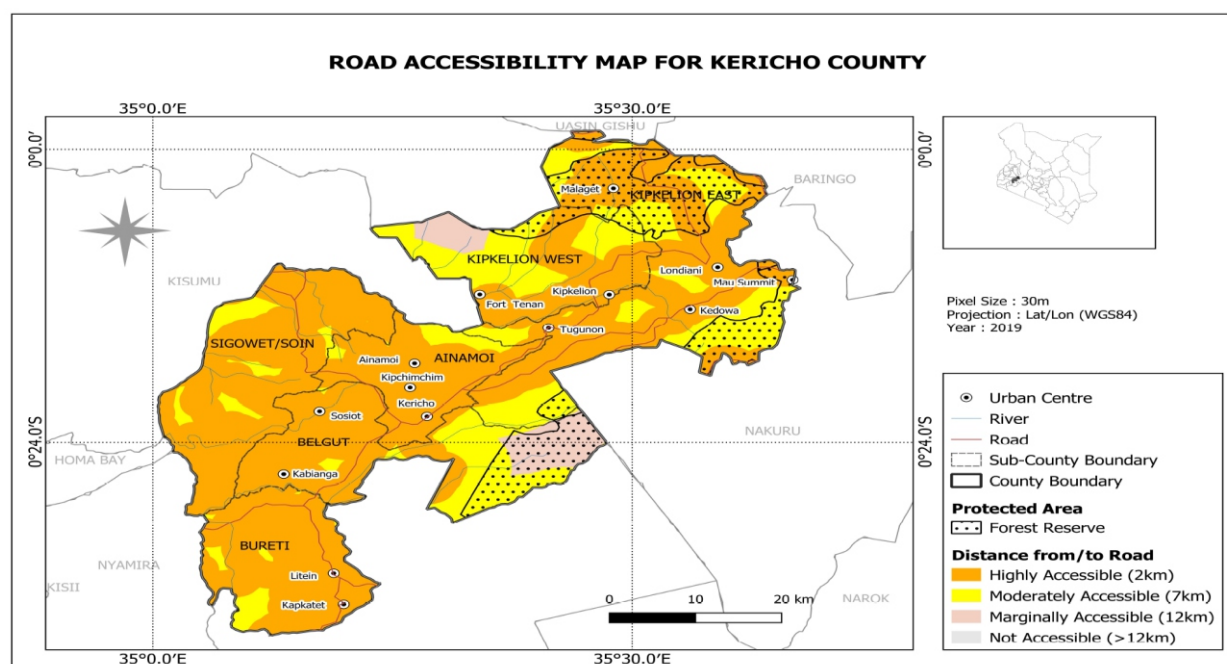 ROAD ACCESSIBILITY MAP FOR KERICHO COUNTY
35°0.0′E
35°30.0′E
UASIN GISHU
0°0.0′
0°0.0′
Malaget
KIPKELION EAST
BARINGO
KISUMU
KIPKELION WEST
Londiani
Mau Summit
Fort Tenan
Kipkelion
Kedowa
Tugunon
SIGOWET/SOIN
Ainamoi
AINAMOI
Kipchimchim
Kericho
Sosiot
NAKURU
BELGUT
0°24.0′S
0°24.0′S
HOMA BAY
Kabianga
BURETI
NYAMIRA
Litein
KISII
Kapkatet
NAROK
0
10
20 km
35°0.0′E
35°30.0′E
Pixel Size : 30m
Projection : Lat/Lon (WGS84)
Year : 2019
Urban Centre
River
Road
Sub-County Boundary
County Boundary
Protected Area
Forest Reserve
Distance from/to Road
Highly Accessible (2km)
Moderately Accessible (7km)
Marginally Accessible (12km)
Not Accessible (>12km)